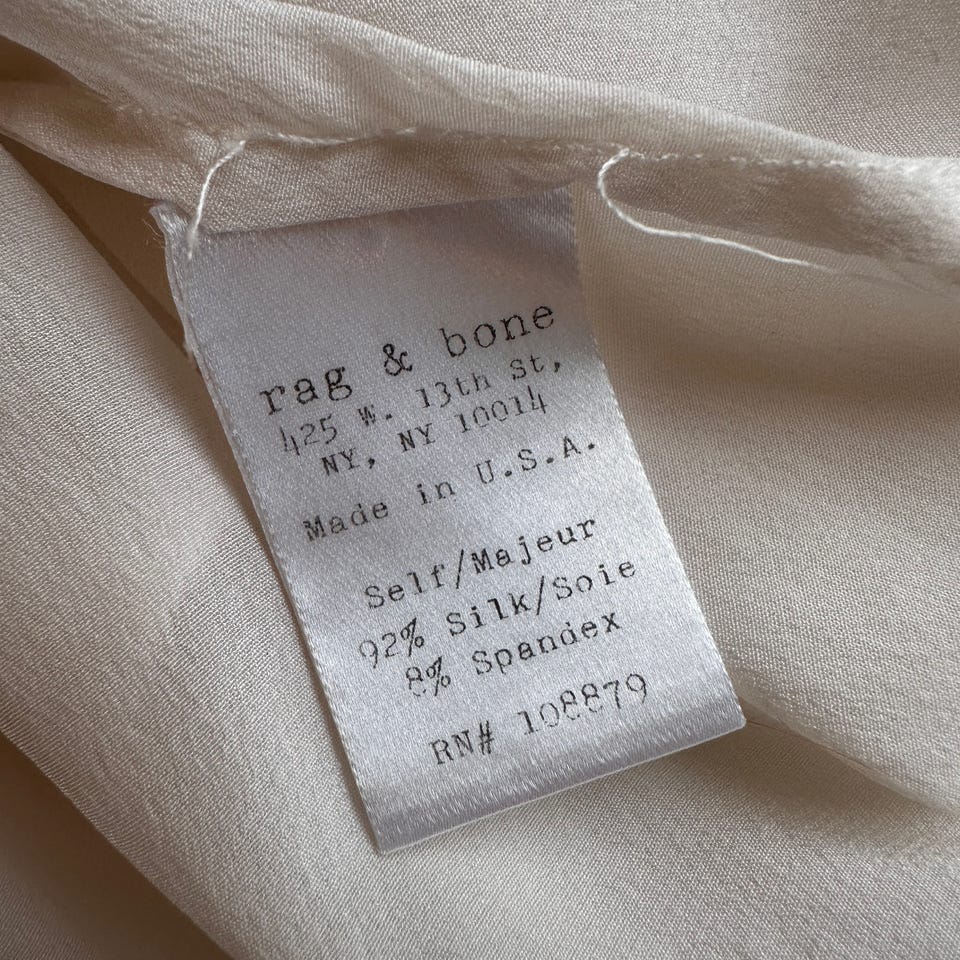 rag & bone
425 W. 13th St,
NY, NY 10014
Made in U.S.A.
Self/Majeur
92% Silk/Soie
8% Spandex
RN# 108879